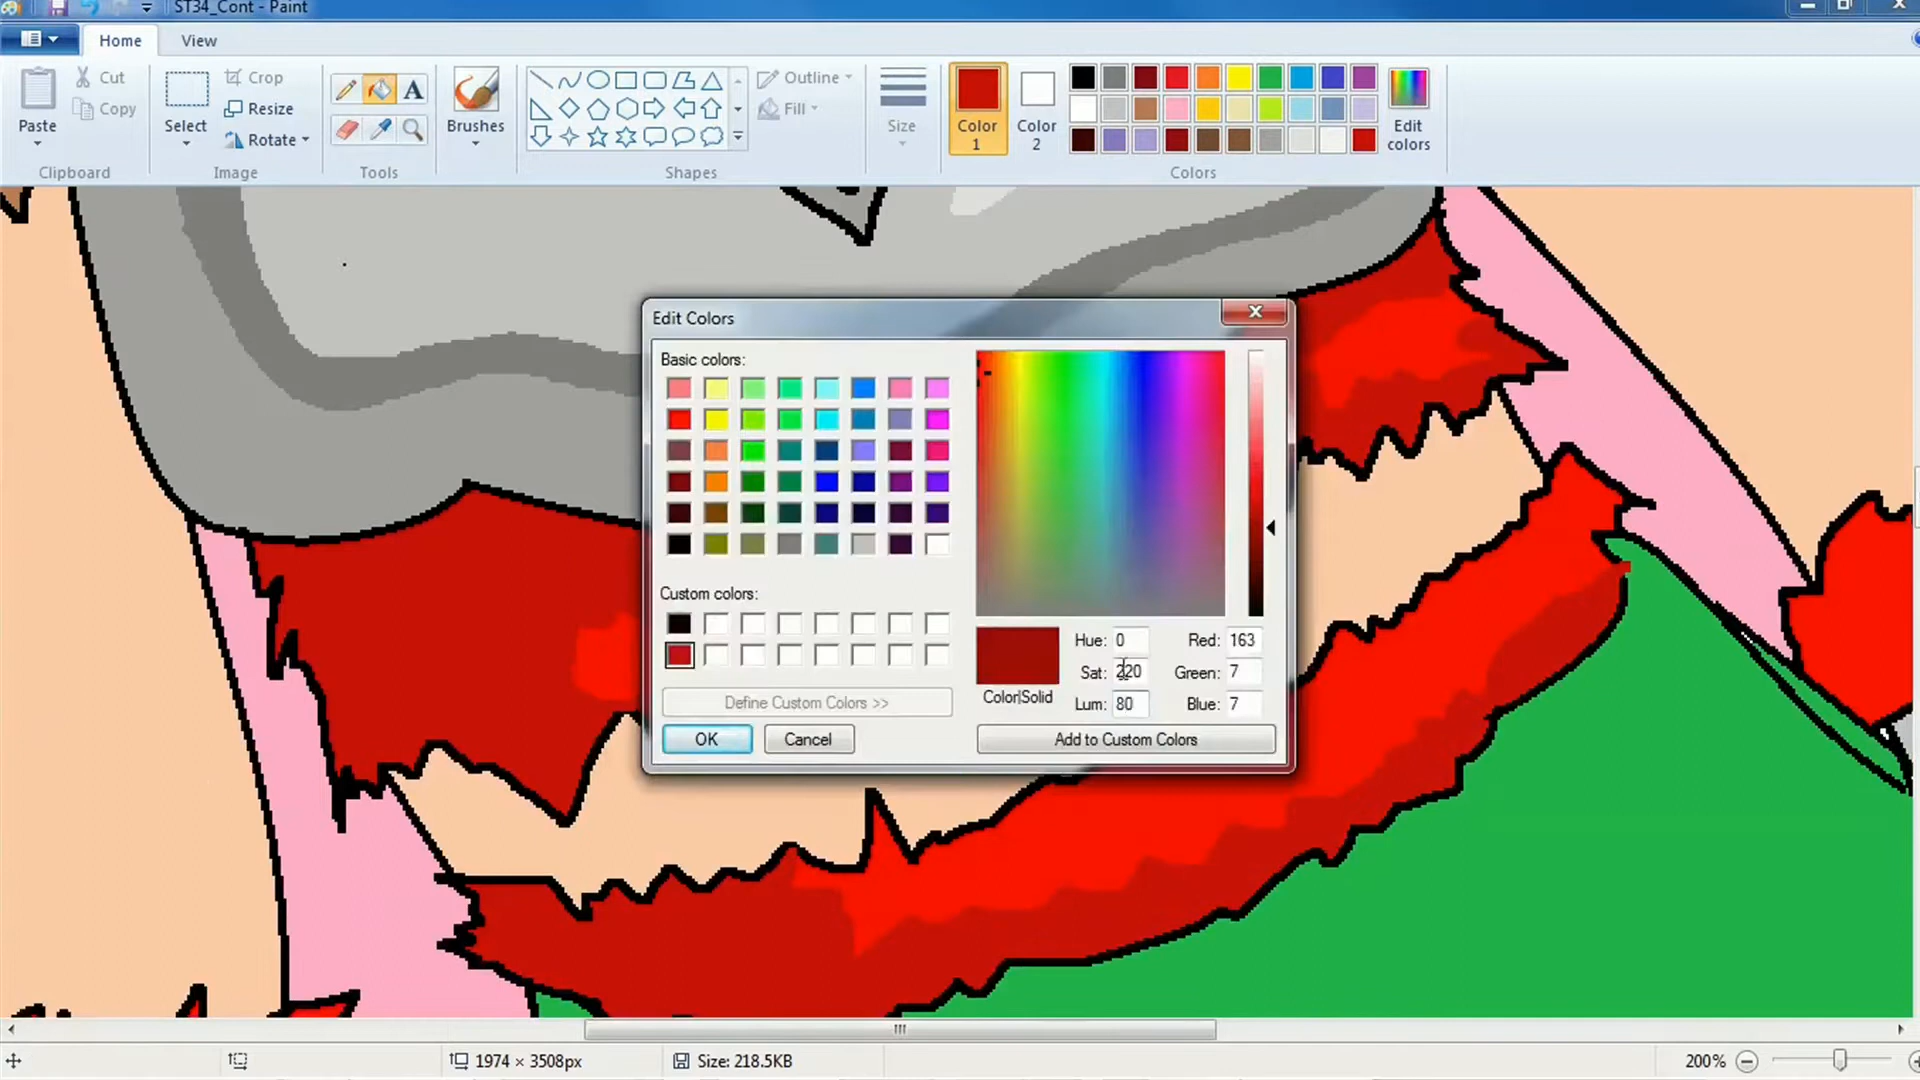 ST34_Cont - Paint
Home
View
Paste
Cut
Copy
Clipboard
Select
Crop
Resize
Rotate
Image
A
Tools
Brushes
Shapes
Outline
Fill
Size
Color
1
Color
2
Edit
colors
Colors
Edit Colors
Basic colors:
Custom colors:
Define Custom Colors >>
OK
Cancel
Color|Solid
Hue: 0
Sat: 220
Lum: 80
Red: 163
Green: 7
Blue: 7
Add to Custom Colors
1974 × 3508px
Size: 218.5KB
200%